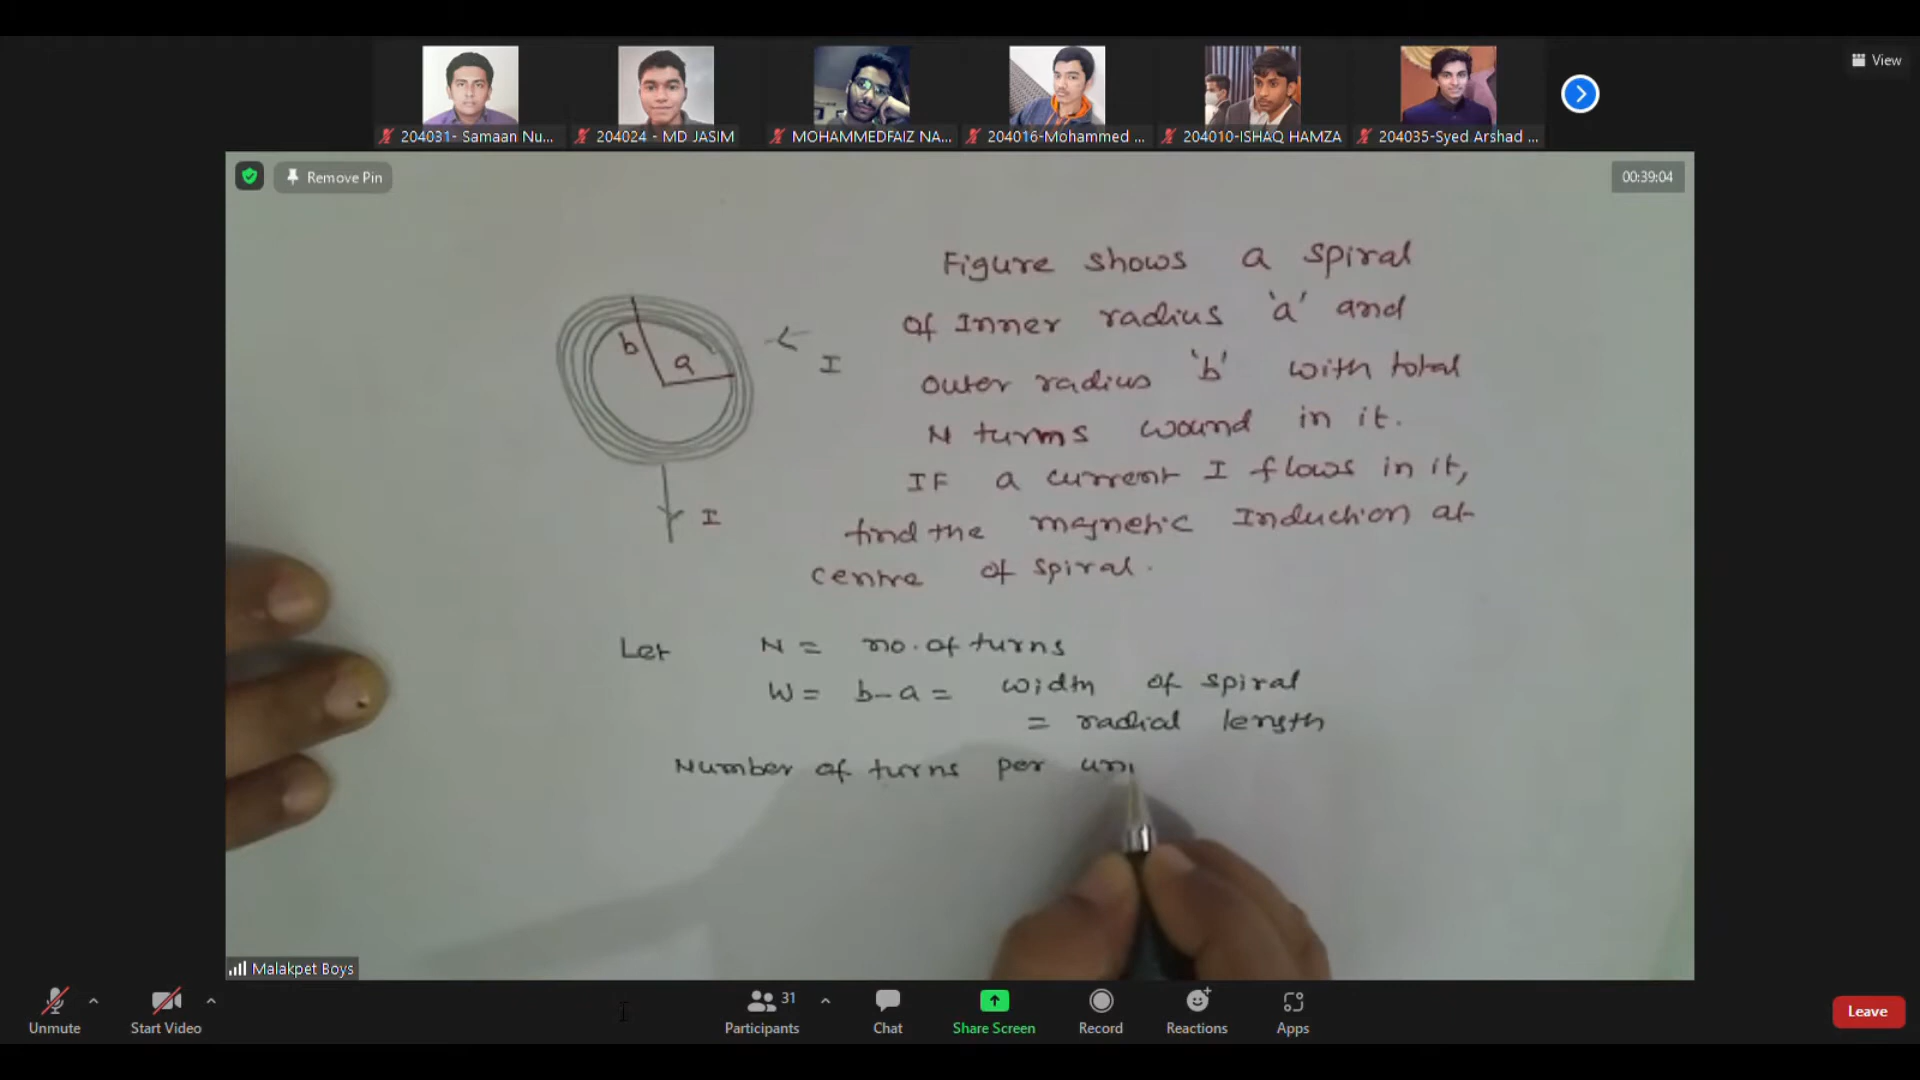 View
204031- Samaan Nu...
204024 - MD JASIM
MOHAMMEDFAIZ NA...
204016-Mohammed ...
204010-ISHAQ HAMZA
204035-Syed Arshad ...
Remove Pin
00:39:04
Figure shows a spiral
of Inner radius 'a' and
outer radius 'b' with total
N turms wound in it.
IF a current I flows in it,
find the magnetic Induction at
centre of spiral.
b
a
I
I
Let N = no. of turns
W = b-a = width of spiral
= radial length
Number of turns per uni
Malakpet Boys
Unmute
Start Video
31
Participants
Chat
Share Screen
Record
Reactions
Apps
Leave